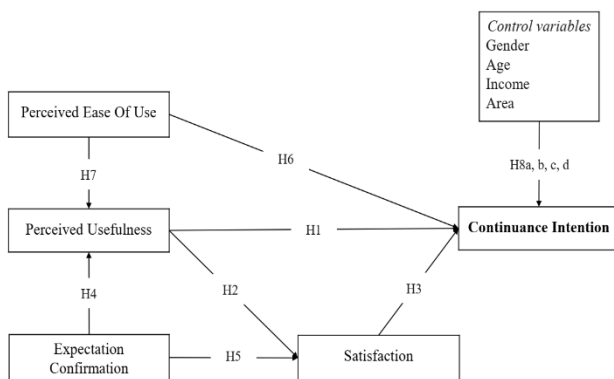 Control variables
Gender
Age
Income
Area
Perceived Ease Of Use
H6
H8a, b, c, d
H7
Perceived Usefulness
H1
Continuance Intention
H4
H2
H3
Expectation
Confirmation
H5
Satisfaction